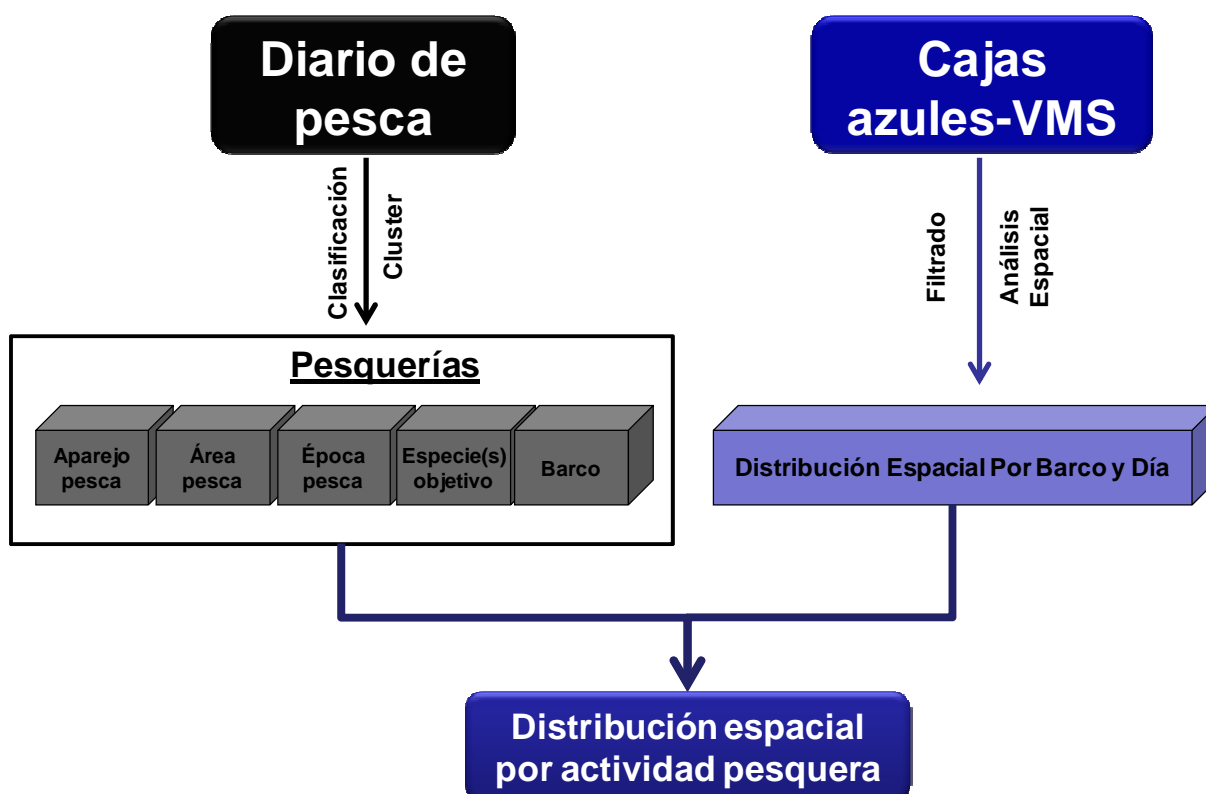 Diario de
pesca
Cajas
azules-VMS
Clasificación
Cluster
Filtrado
Análisis
Espacial
Pesquerías
Aparejo
pesca
Área
pesca
Época
pesca
Especie(s)
objetivo
Barco
Distribución Espacial Por Barco y Día
Distribución espacial
por actividad pesquera